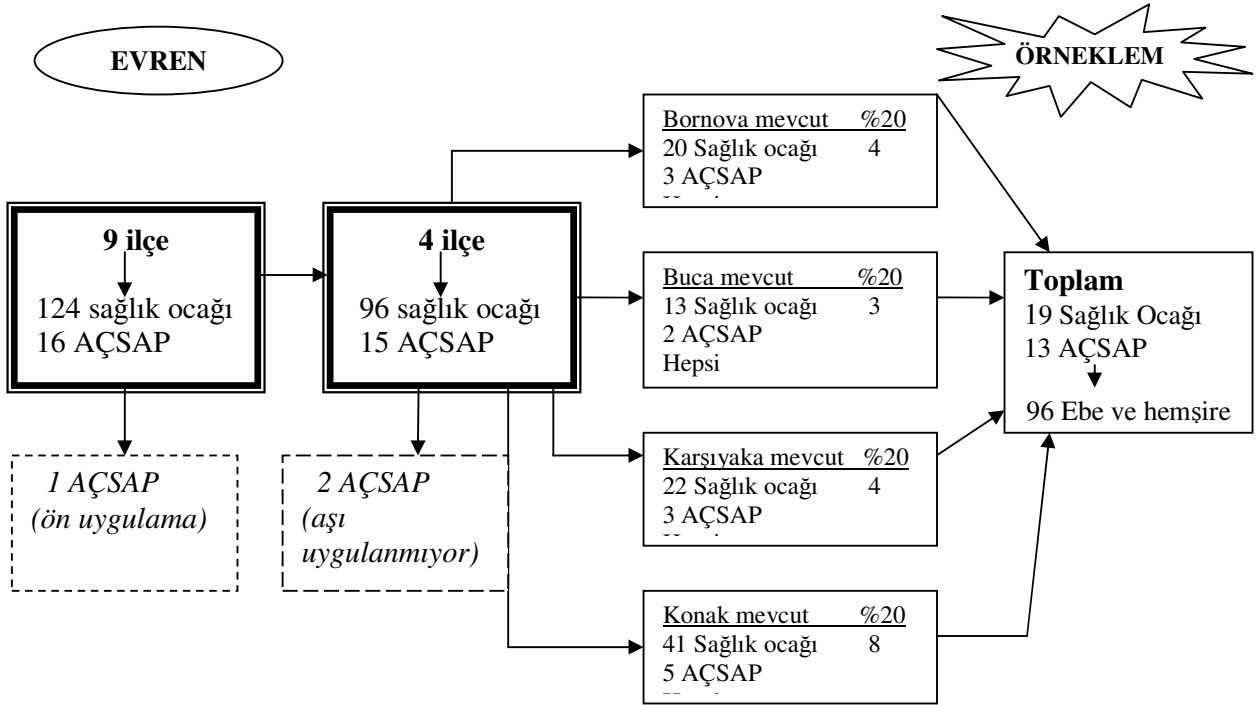 EVREN
ÖRNEKLEM
9 ilçe
124 sağlık ocağı
16 AÇSAP
1 AÇSAP
(ön uygulama)
4 ilçe
96 sağlık ocağı
15 AÇSAP
2 AÇSAP
(aşı
uygulanmıyor)
Bornova mevcut %20
20 Sağlık ocağı 4
3 AÇSAP
Buca mevcut %20
13 Sağlık ocağı 3
2 AÇSAP
Hepsi
Karşıyaka mevcut %20
22 Sağlık ocağı 4
3 AÇSAP
Konak mevcut %20
41 Sağlık ocağı 8
5 AÇSAP
Toplam
19 Sağlık Ocağı
13 AÇSAP
96 Ebe ve hemşire